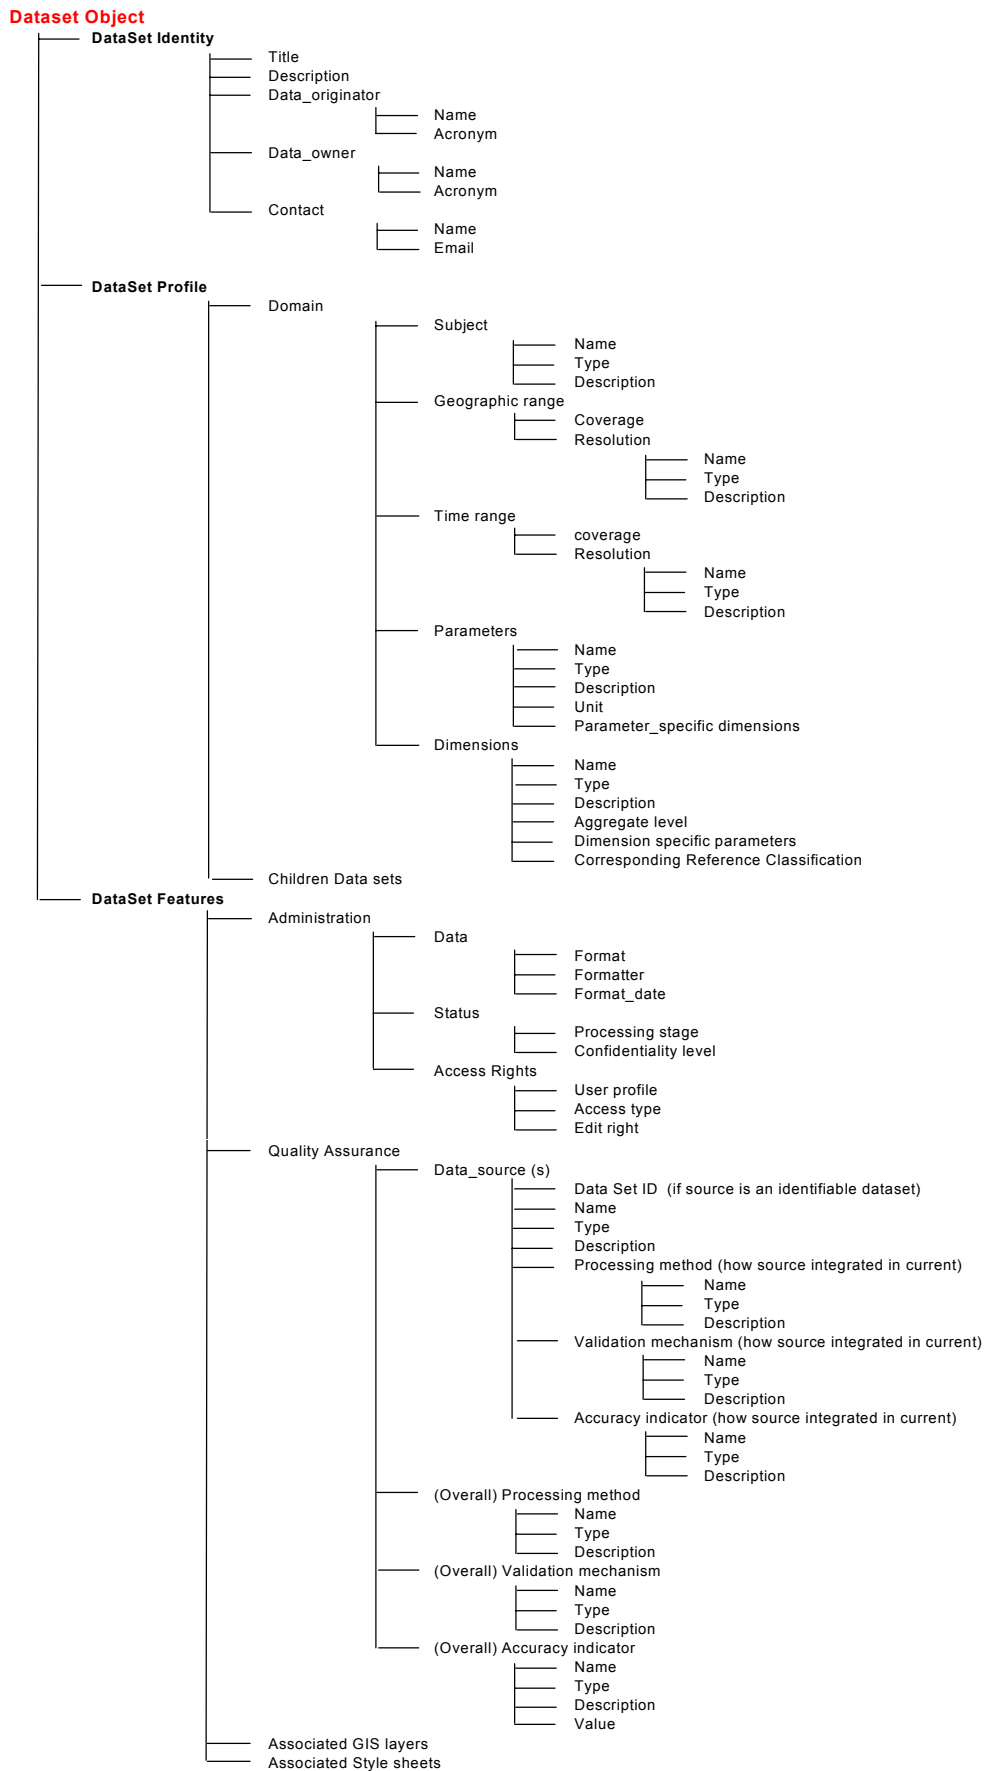 Dataset Object
DataSet Identity
Title
Description
Data_originator
Name
Acronym
Data_owner
Name
Acronym
Contact
Name
Email
DataSet Profile
Domain
Subject
Name
Type
Description
Geographic range
Coverage
Resolution
Name
Type
Description
Time range
coverage
Resolution
Name
Type
Description
Parameters
Name
Type
Description
Unit
Parameter_specific dimensions
Dimensions
Name
Type
Description
Aggregate level
Dimension specific parameters
Corresponding Reference Classification
Children Data sets
DataSet Features
Administration
Data
Format
Formatter
Format_date
Status
Processing stage
Confidentiality level
Access Rights
User profile
Access type
Edit right
Quality Assurance
Data_source (s)
Data Set ID (if source is an identifiable dataset)
Name
Type
Description
Processing method (how source integrated in current)
Name
Type
Description
Validation mechanism (how source integrated in current)
Name
Type
Description
Accuracy indicator (how source integrated in current)
Name
Type
Description
(Overall) Processing method
Name
Type
Description
(Overall) Validation mechanism
Name
Type
Description
(Overall) Accuracy indicator
Name
Type
Description
Value
Associated GIS layers
Associated Style sheets